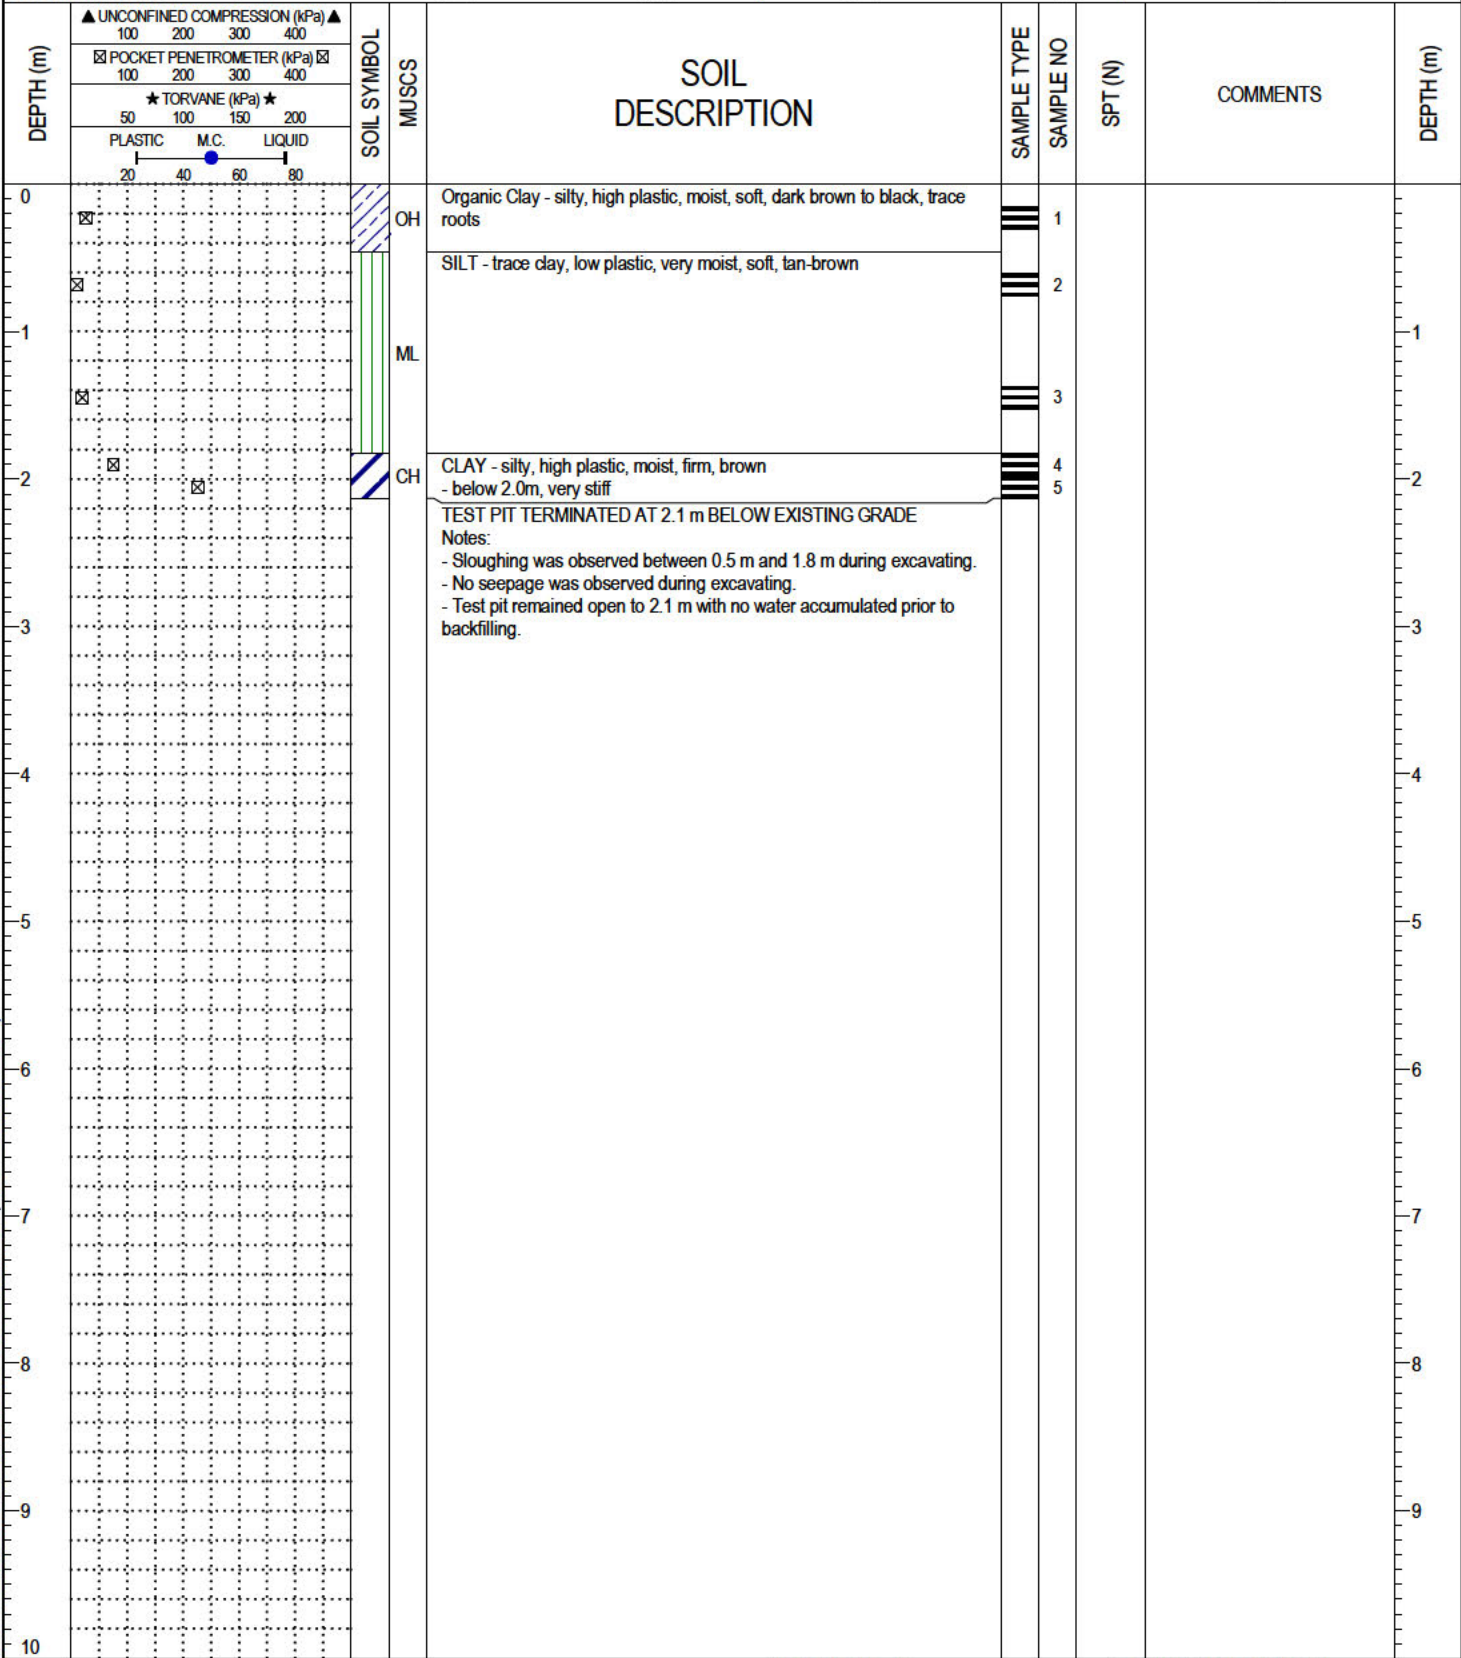 ▲ UNCONFINED COMPRESSION (kPa) ▲
100 200 300 400
☒ POCKET PENETROMETER (kPa) ☒
100 200 300 400
★ TORVANE (kPa) ★
50 100 150 200
PLASTIC M.C. LIQUID
20 40 60 80
DEPTH (m)
SOIL SYMBOL
MUSCS
SOIL
DESCRIPTION
SAMPLE TYPE
SAMPLE NO
SPT (N)
COMMENTS
DEPTH (m)
0
OH
Organic Clay - silty, high plastic, moist, soft, dark brown to black, trace
roots
1
SILT - trace clay, low plastic, very moist, soft, tan-brown
2
1
ML
1
3
CLAY - silty, high plastic, moist, firm, brown
4
2
CH
- below 2.0m, very stiff
5
2
TEST PIT TERMINATED AT 2.1 m BELOW EXISTING GRADE
Notes:
- Sloughing was observed between 0.5 m and 1.8 m during excavating.
- No seepage was observed during excavating.
- Test pit remained open to 2.1 m with no water accumulated prior to
backfilling.
3
3
4
4
5
5
6
6
7
7
8
8
9
9
10